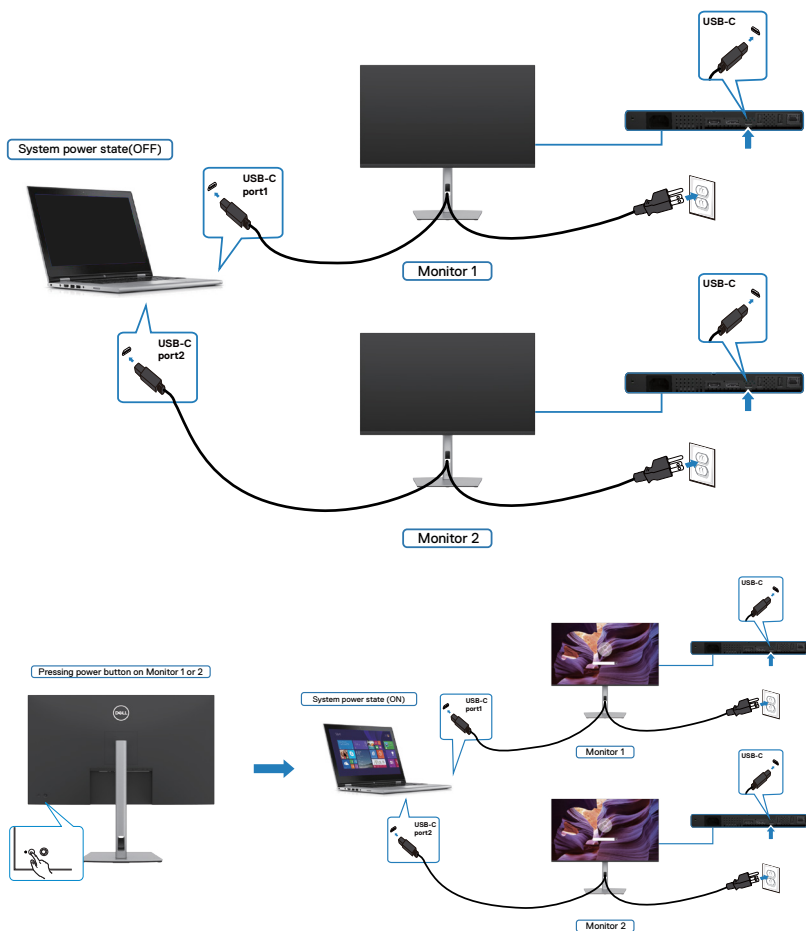 USB-C
System power state(OFF)
USB-C
port1
Monitor 1
USB-C
USB-C
port2
Monitor 2
USB-C
Pressing power button on Monitor 1 or 2
System power state (ON)
USB-C
port1
DELL
Monitor 1
USB-C
USB-C
port2
Monitor 2